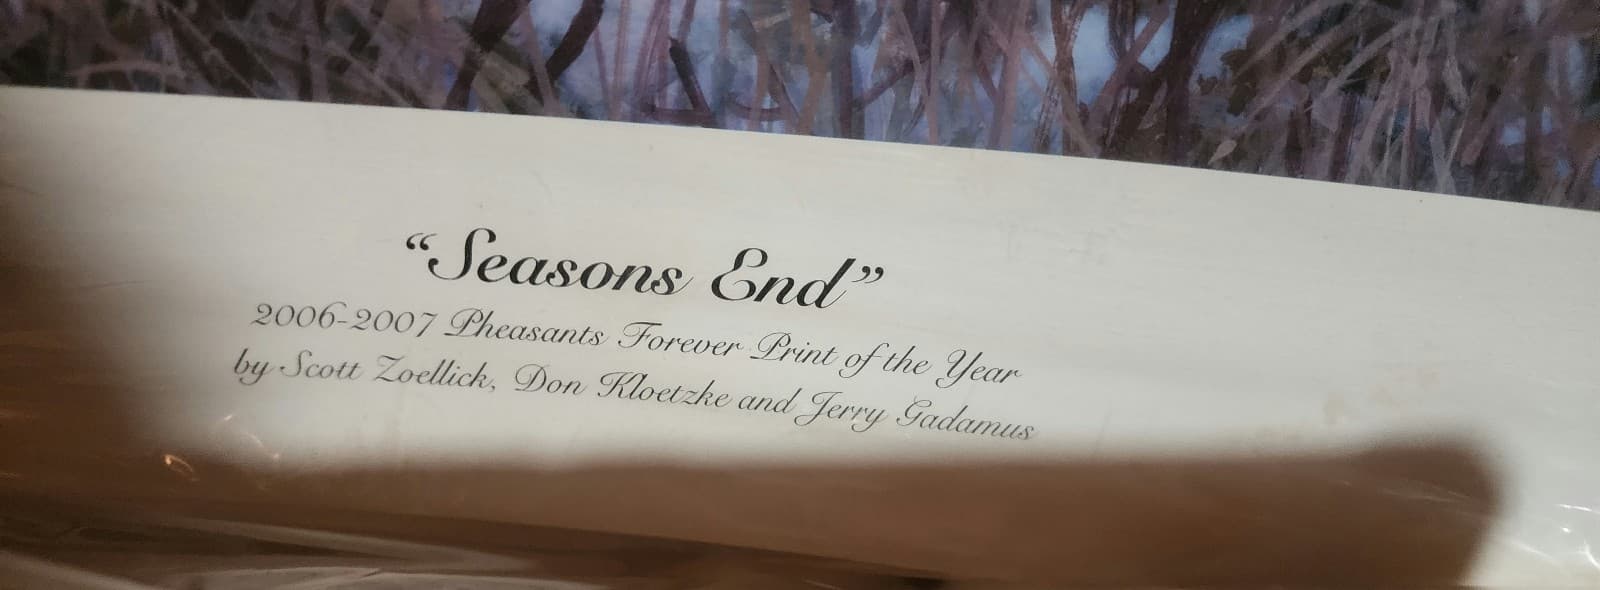 “Seasons End”
2006-2007 Pheasants Forever Print of the Year
by Scott Zoellick, Don Kloetzke and Jerry Gadamus